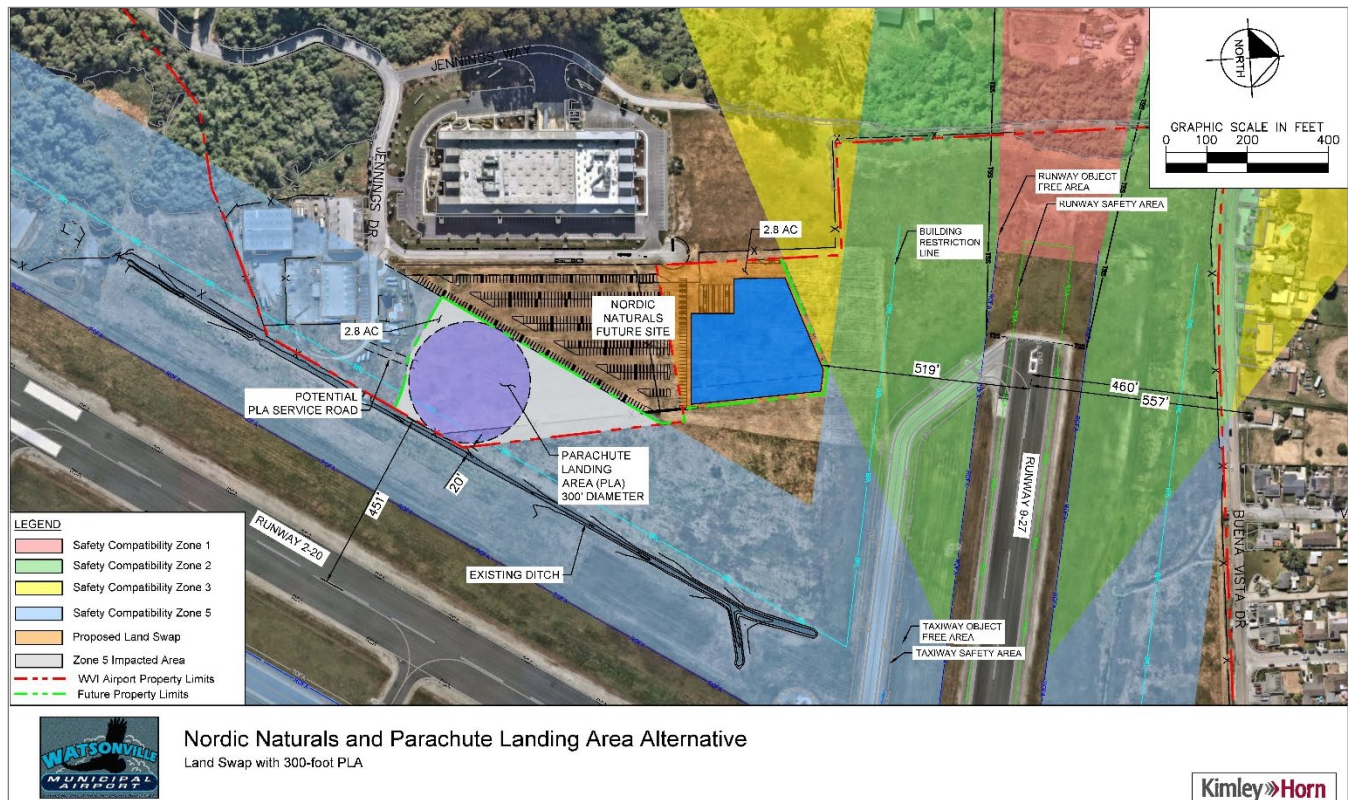 JENNINGS WAY
JENNINGS DR
NORTH
GRAPHIC SCALE IN FEET
0 100 200 400
2.8 AC
RUNWAY OBJECT
FREE AREA
RUNWAY SAFETY AREA
BUILDING
RESTRICTION
LINE
NORDIC
NATURALS
FUTURE SITE
2.8 AC
POTENTIAL
PLA SERVICE ROAD
PARACHUTE
LANDING
AREA (PLA)
300' DIAMETER
519'
460'
557'
20'
451'
RUNWAY 2-20
RUNWAY 9-27
EXISTING DITCH
BUENA VISTA DR
TAXIWAY OBJECT
FREE AREA
TAXIWAY SAFETY AREA
LEGEND
Safety Compatibility Zone 1
Safety Compatibility Zone 2
Safety Compatibility Zone 3
Safety Compatibility Zone 5
Proposed Land Swap
Zone 5 Impacted Area
WVI Airport Property Limits
Future Property Limits
WATSONVILLE
MUNICIPAL
AIRPORT
Nordic Naturals and Parachute Landing Area Alternative
Land Swap with 300-foot PLA
Kimley»Horn